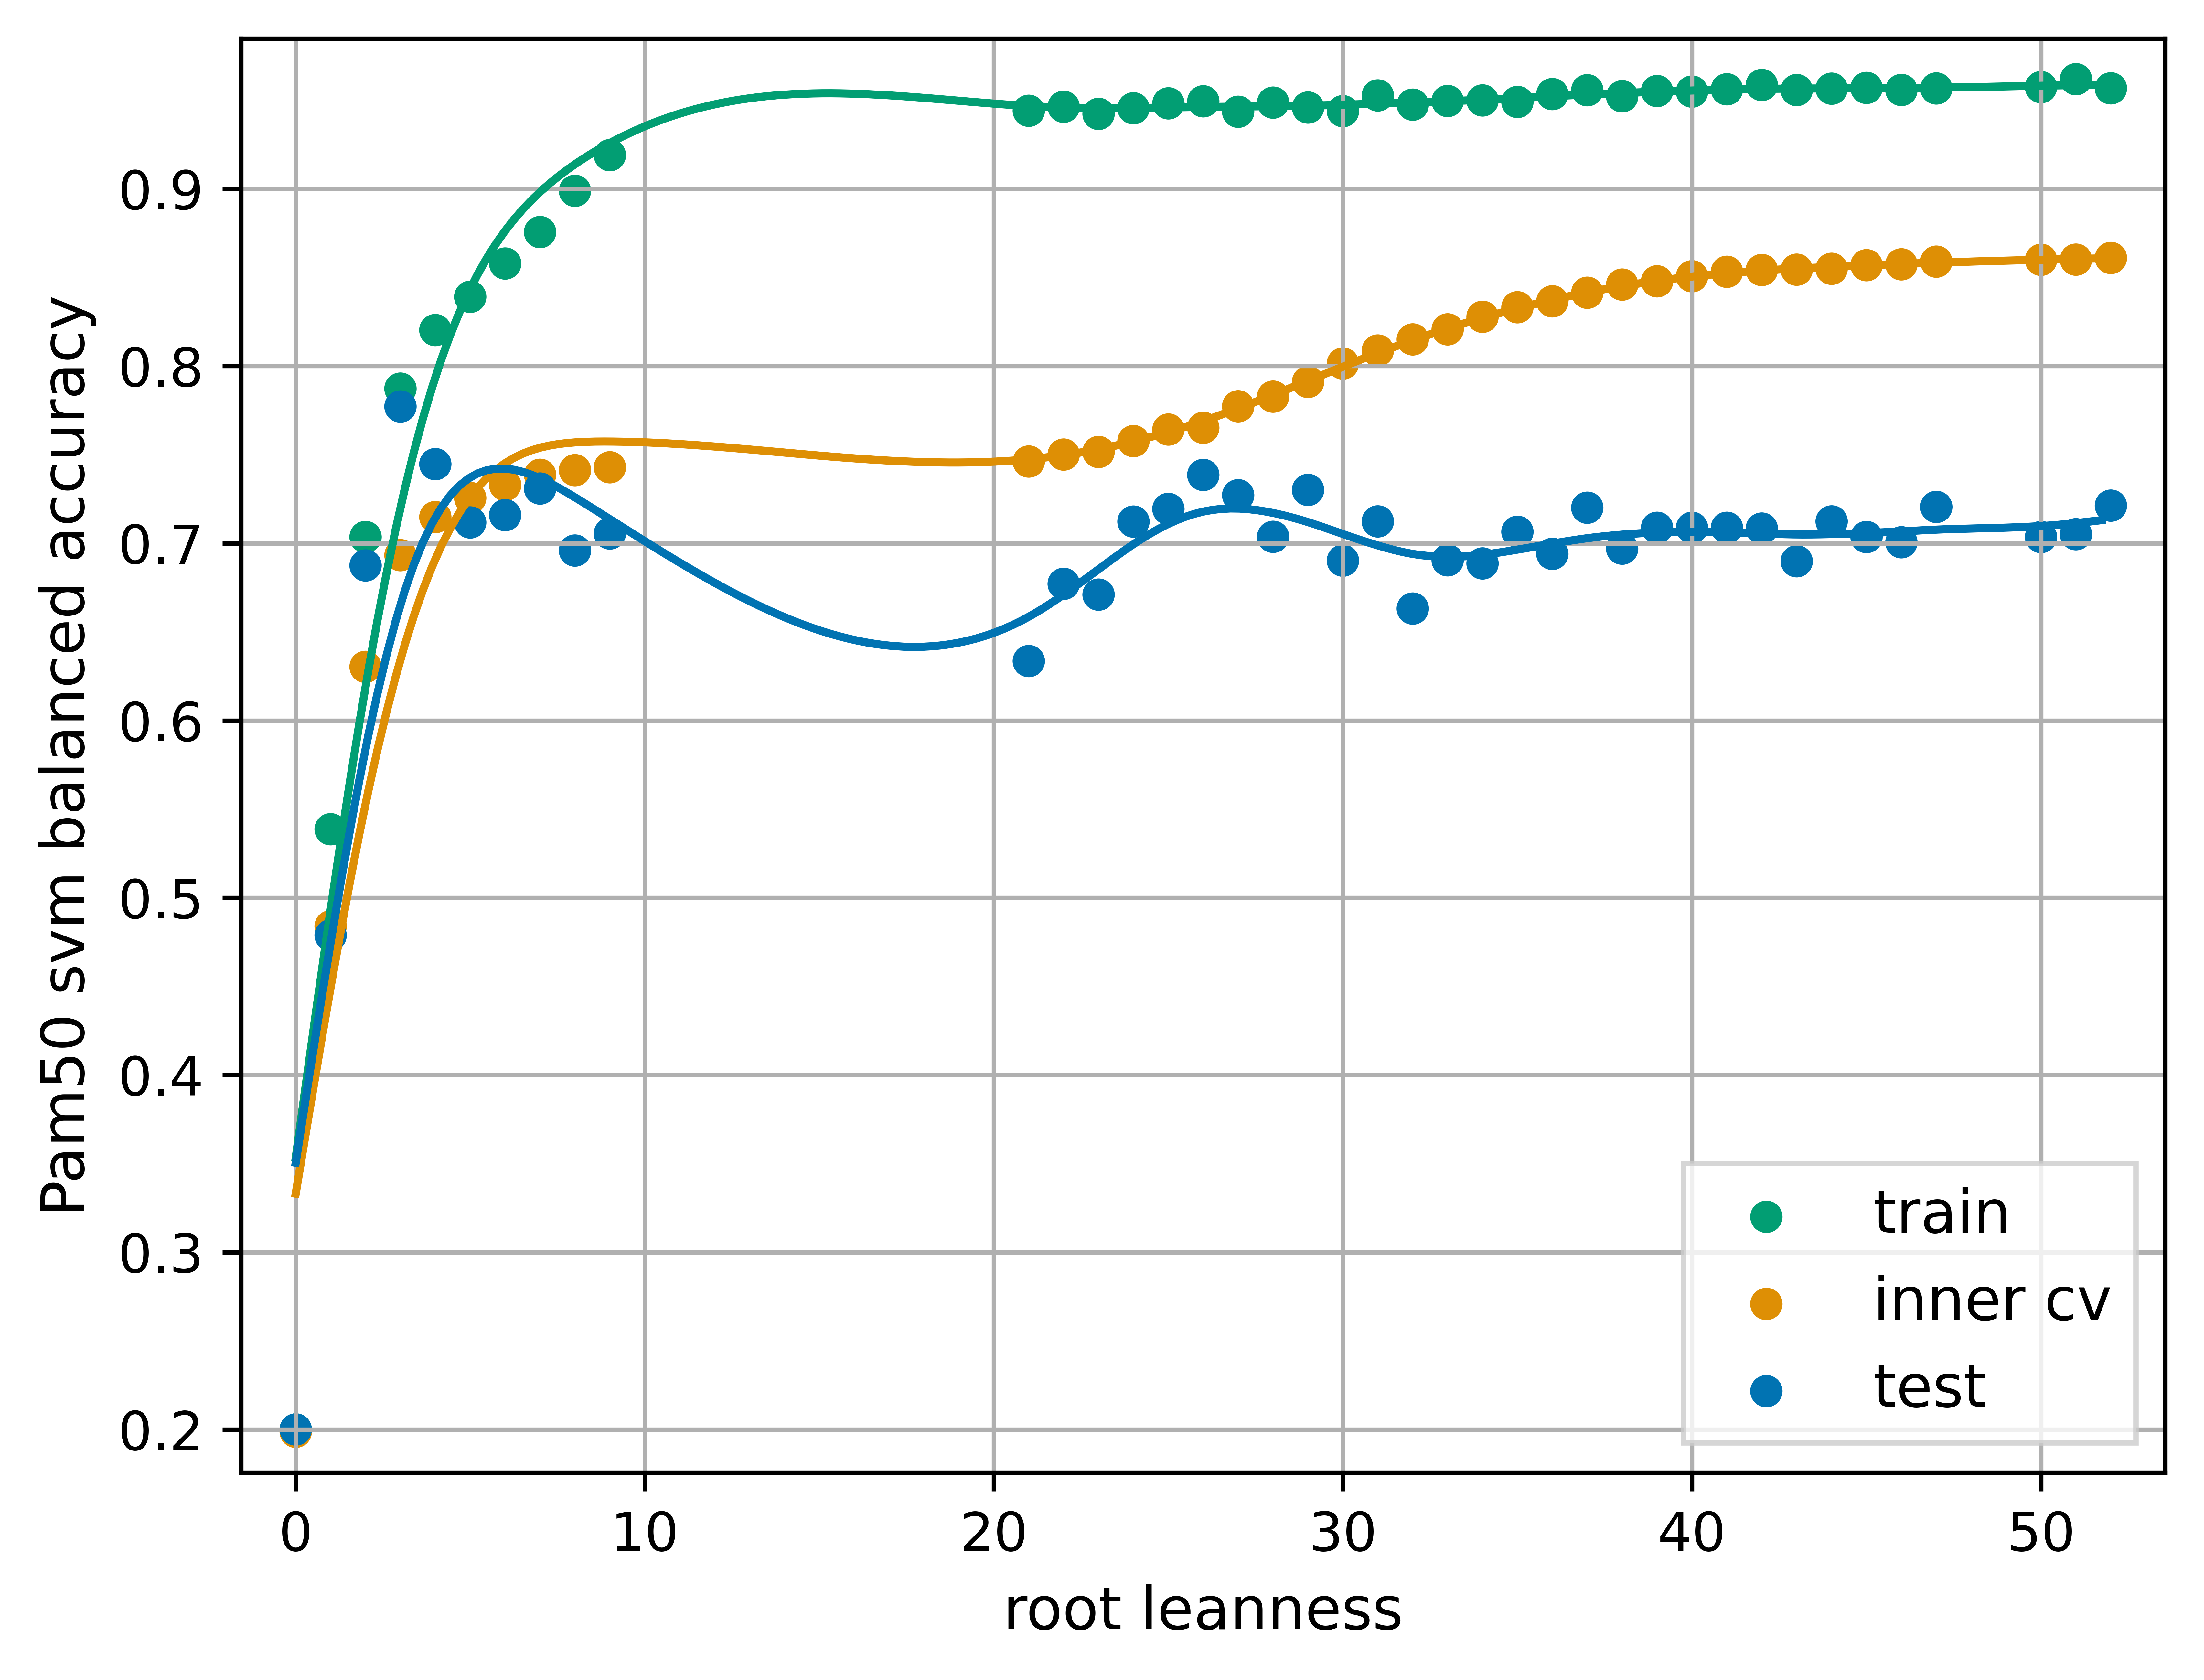 Pam50 svm balanced accuracy
0.9
0.8
0.7
0.6
0.5
0.4
0.3
0.2
0 10 20 30 40 50
root leanness
train
inner cv
test